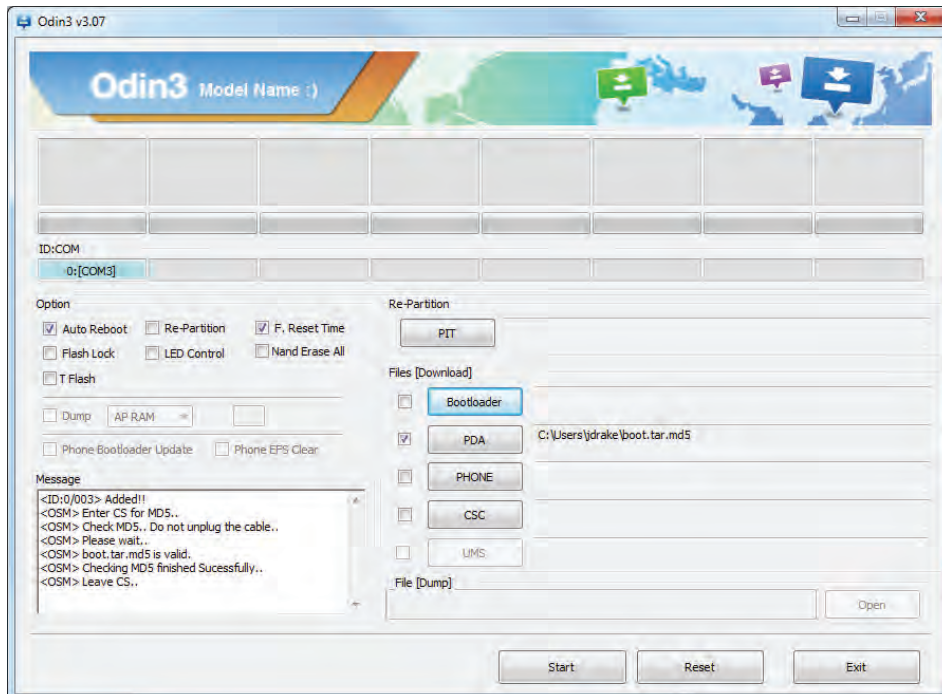 Odin3 v3.07
Odin3 Model Name :)
ID:COM
0:[COM3]
Option
Auto Reboot Re-Partition F. Reset Time
Flash Lock LED Control Nand Erase All
T Flash
Dump AP RAM
Phone Bootloader Update Phone EFS Clear
Message
<ID:0/003> Added!!
<OSM> Enter CS for MD5..
<OSM> Check MD5.. Do not unplug the cable..
<OSM> Please wait..
<OSM> boot.tar.md5 is valid.
<OSM> Checking MD5 finished Sucessfully..
<OSM> Leave CS..
Re-Partition
PIT
Files [Download]
Bootloader
PDA C:\Users\jdrake\boot.tar.md5
PHONE
CSC
UMS
File [Dump]
Open
Start Reset Exit